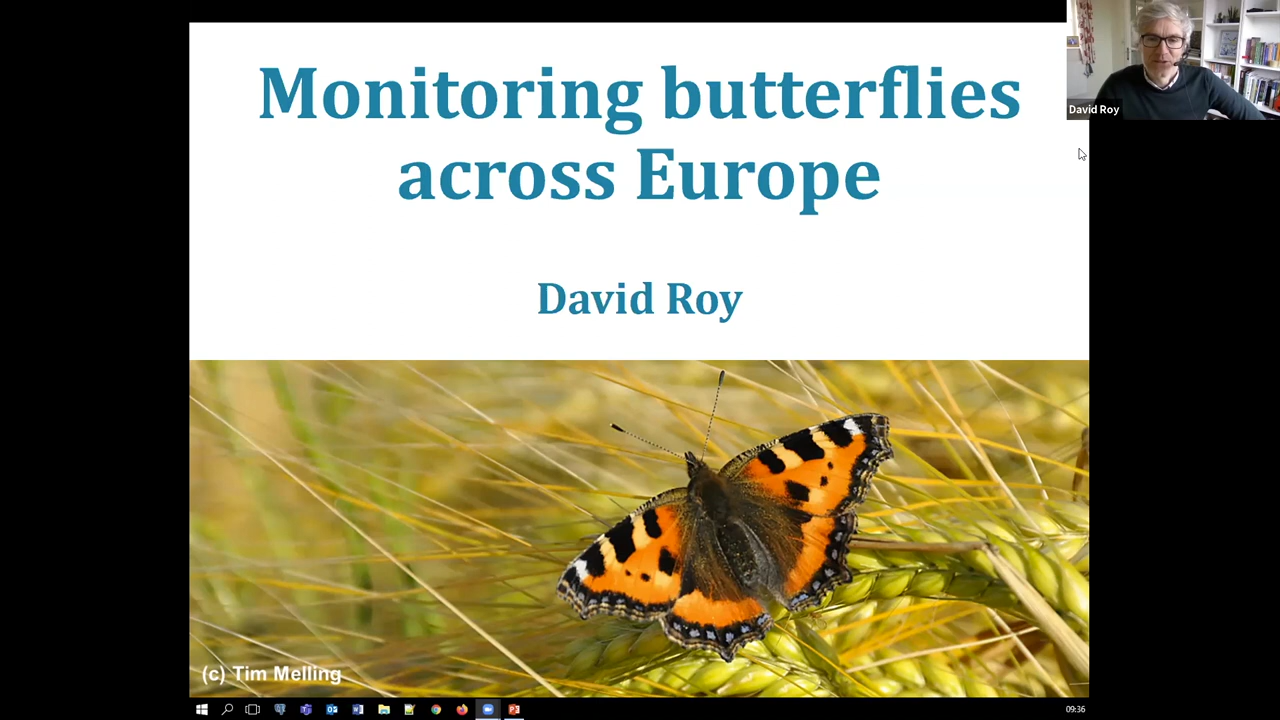 Monitoring butterflies
across Europe
David Roy
David Roy
(c) Tim Melling
09:36